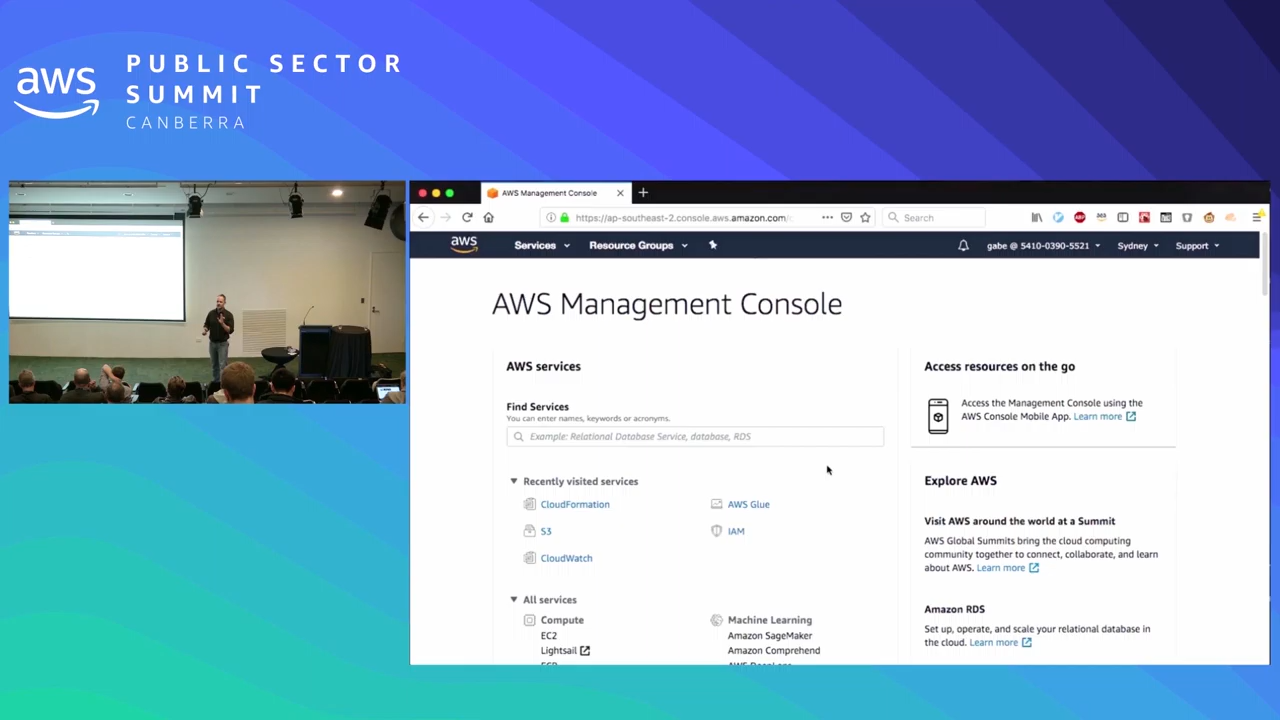 aws
PUBLIC SECTOR
SUMMIT
CANBERRA
AWS Management Console
https://ap-southeast-2.console.aws.amazon.com/
Search
ABP
aws
Services
Resource Groups
gabe @ 5410-0390-5521
Sydney
Support
AWS Management Console
AWS services
Find Services
You can enter names, keywords or acronyms.
Example: Relational Database Service, database, RDS
Recently visited services
CloudFormation
AWS Glue
S3
IAM
CloudWatch
All services
Compute
Machine Learning
EC2
Amazon SageMaker
Lightsail
Amazon Comprehend
Access resources on the go
Access the Management Console using the
AWS Console Mobile App. Learn more
Explore AWS
Visit AWS around the world at a Summit
AWS Global Summits bring the cloud computing
community together to connect, collaborate, and learn
about AWS. Learn more
Amazon RDS
Set up, operate, and scale your relational database in
the cloud. Learn more